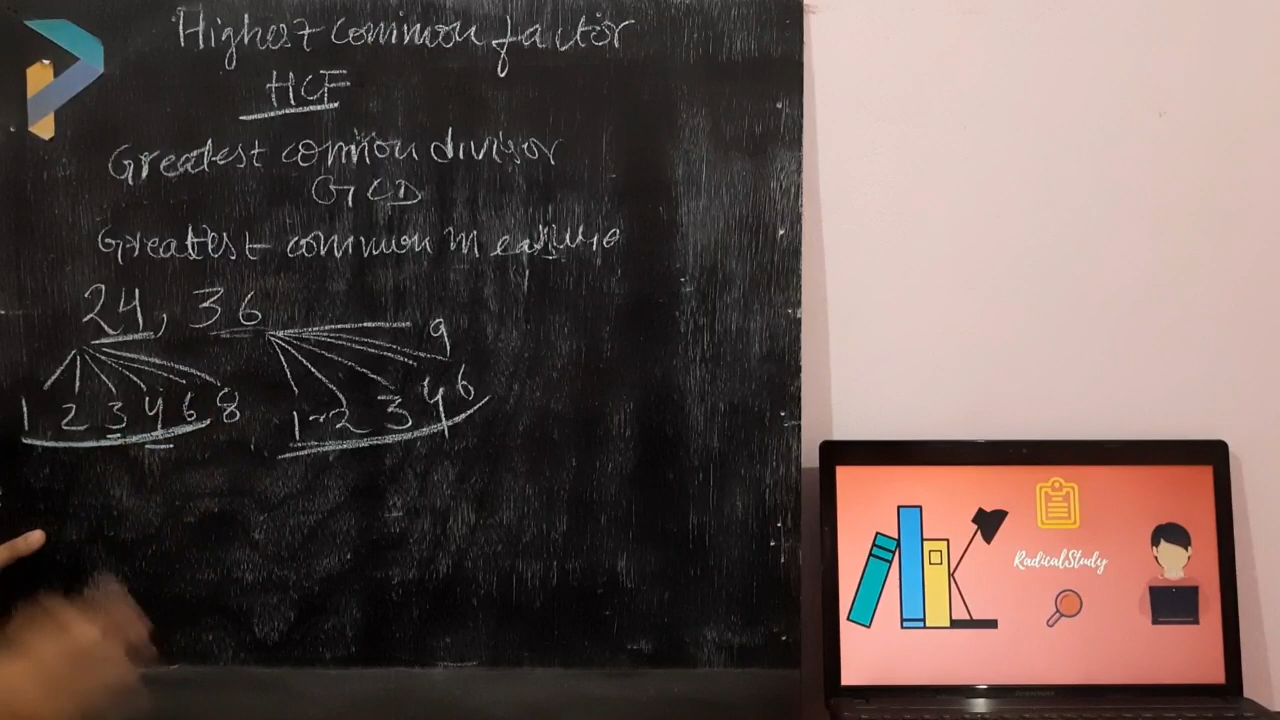 Highest common factor
HCF
Greatest common divisor
GCD
Greatest common measure
24, 36
9
1 2 3 4 6 8 1 2 3 4 6
RadicalStudy